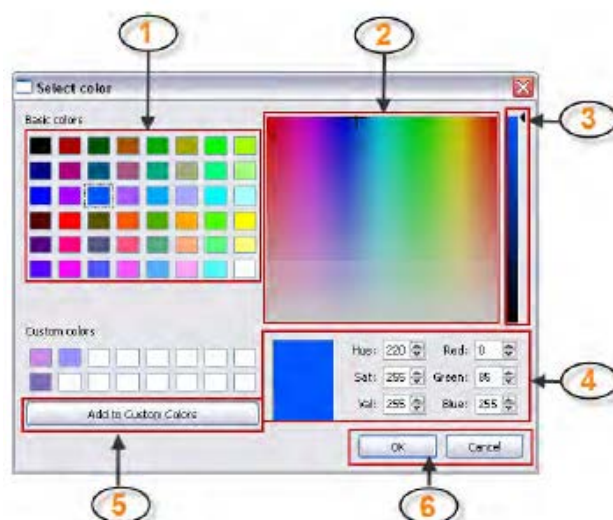 1
2
Select color
3
Basic colors
Custom colors
Hue: 220 Red: 0
Sat: 255 Green: 85
Val: 255 Blue: 255
4
Add to Custom Colors
OK Cancel
5
6